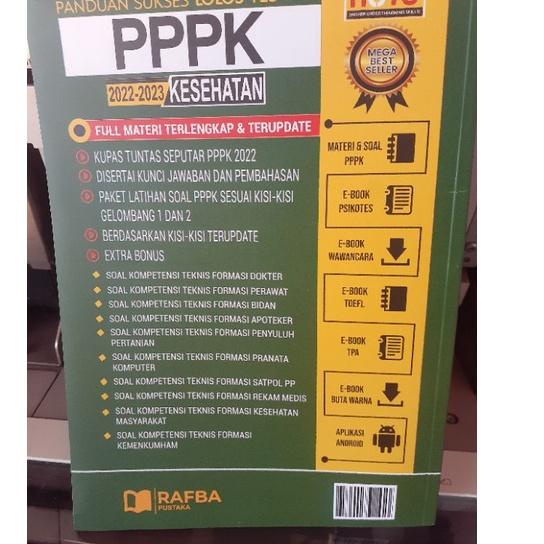 PANDUAN SUKSES LOLOS
PPPK
2022-2023 KESEHATAN
HOTS
MEGA
BEST
SELLER
FULL MATERI TERLENGKAP & TERUPDATE
KUPAS TUNTAS SEPUTAR PPPK 2022
DISERTAI KUNCI JAWABAN DAN PEMBAHASAN
PAKET LATIHAN SOAL PPPK SESUAI KISI-KISI
GELOMBANG 1 DAN 2
BERDASARKAN KISI-KISI TERUPDATE
EXTRA BONUS
SOAL KOMPETENSI TEKNIS FORMASI DOKTER
SOAL KOMPETENSI TEKNIS FORMASI PERAWAT
SOAL KOMPETENSI TEKNIS FORMASI BIDAN
SOAL KOMPETENSI TEKNIS FORMASI APOTEKER
SOAL KOMPETENSI TEKNIS FORMASI PENYULUH
PERTANIAN
SOAL KOMPETENSI TEKNIS FORMASI PRANATA
KOMPUTER
SOAL KOMPETENSI TEKNIS FORMASI SATPOL PP
SOAL KOMPETENSI TEKNIS FORMASI REKAM MEDIS
SOAL KOMPETENSI TEKNIS FORMASI KESEHATAN
MASYARAKAT
SOAL KOMPETENSI TEKNIS FORMASI
KEMENKUMHAM
MATERI & SOAL
PPPK
E-BOOK
PSIKOTES
E-BOOK
WAWANCARA
E-BOOK
TOEFL
E-BOOK
TPA
E-BOOK
BUTA WARNA
APLIKASI
ANDROID
RAFBA
PUSTAKA